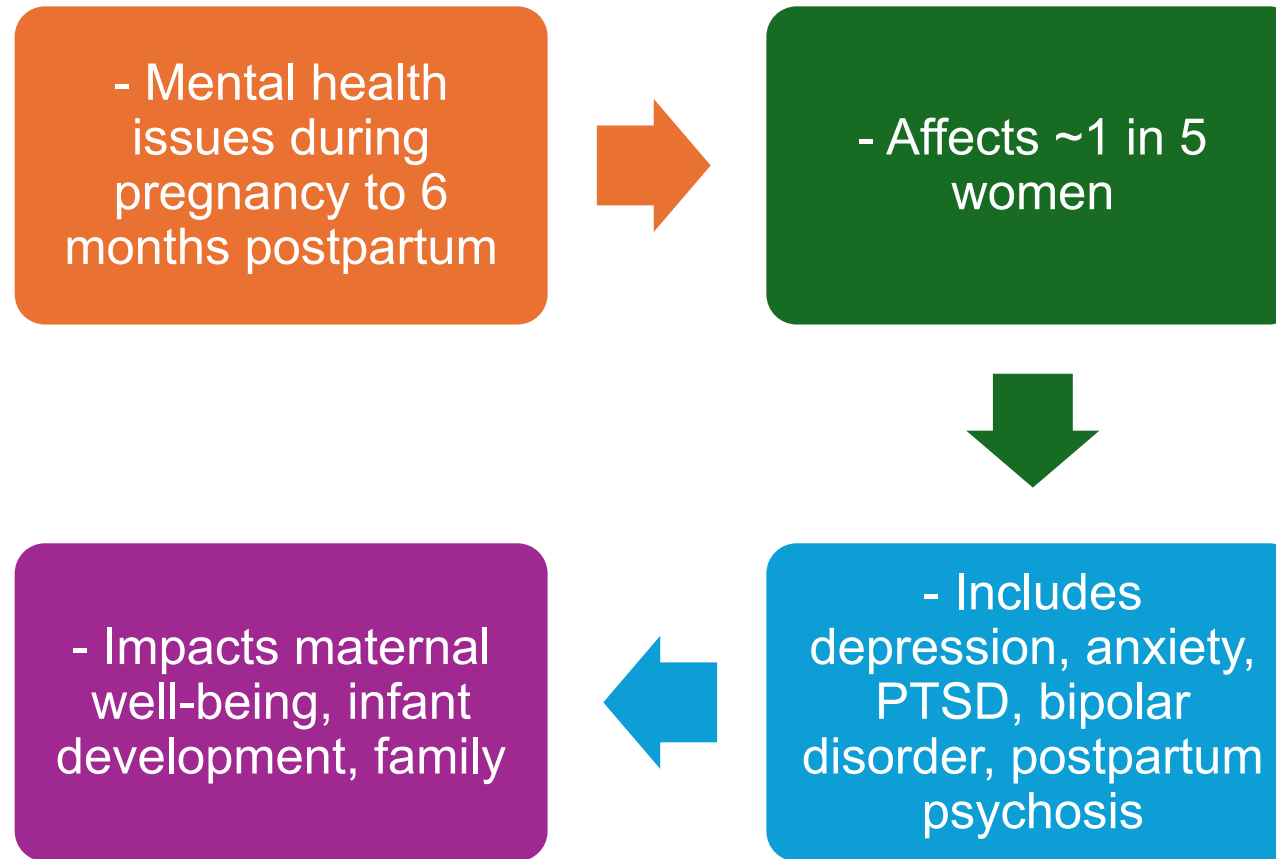 - Mental health
issues during
pregnancy to 6
months postpartum
- Affects ~1 in 5
women
- Includes
depression, anxiety,
PTSD, bipolar
disorder, postpartum
psychosis
- Impacts maternal
well-being, infant
development, family